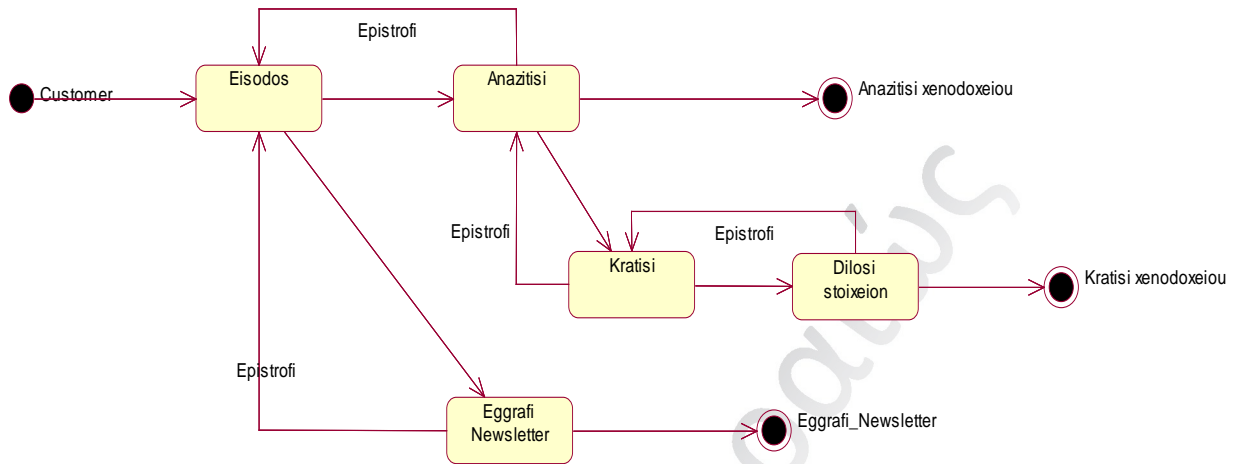 Epistrofi
Customer
Eisodos
Anazitisi
Anazitisi xenodoxeiou
Epistrofi
Epistrofi
Kratisi
Dilosi
stoixeion
Kratisi xenodoxeiou
Epistrofi
Eggrafi
Newsletter
Eggrafi_Newsletter